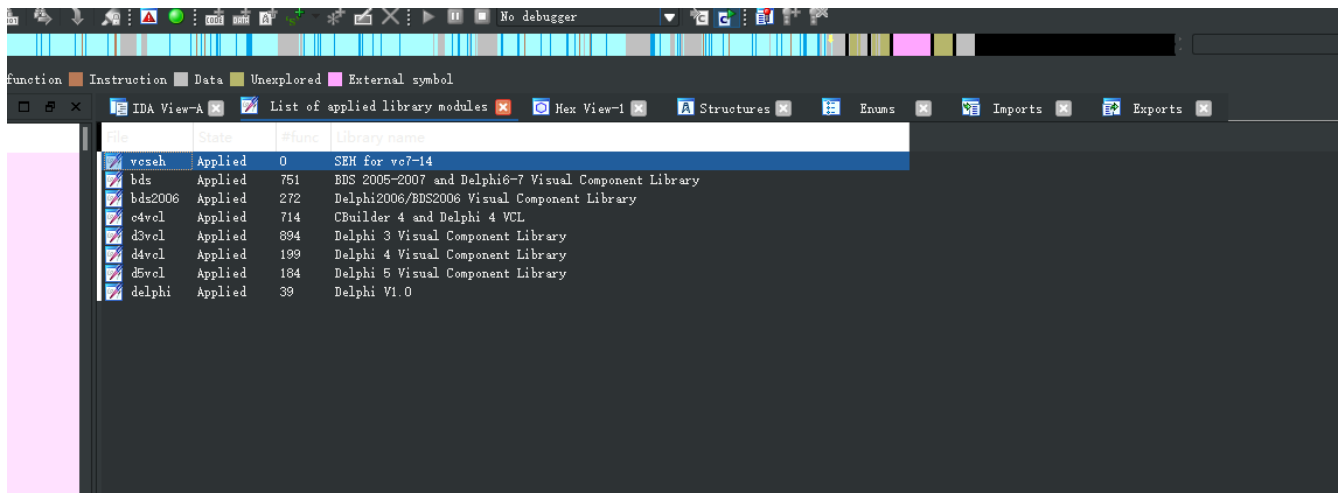 No debugger
function Instruction Data Unexplored External symbol
IDA View-A List of applied library modules Hex View-1 Structures Enums Imports Exports
File State #func Library name
vcseh Applied 0 SEH for vc7-14
bds Applied 751 BDS 2005-2007 and Delphi6-7 Visual Component Library
bds2006 Applied 272 Delphi2006/BDS2006 Visual Component Library
c4vcl Applied 714 CBuilder 4 and Delphi 4 VCL
d3vcl Applied 894 Delphi 3 Visual Component Library
d4vcl Applied 199 Delphi 4 Visual Component Library
d5vcl Applied 184 Delphi 5 Visual Component Library
delphi Applied 39 Delphi V1.0